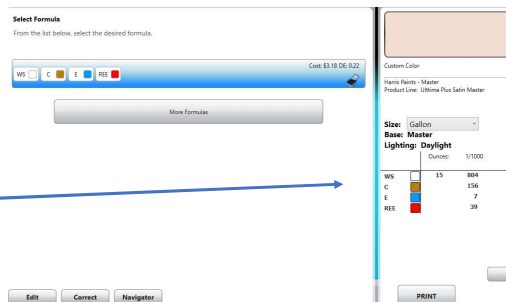 Select Formula
From the list below, select the desired formula.
Cost: $3.18 DE: 0.22
WS C E REE
More Formulas
Edit Correct Navigator
Custom Color
Harris Paints - Master
Product Line: Ulttima Plus Satin Master
Size: Gallon
Base: Master
Lighting: Daylight
Ounces: 1/1000
WS 15 804
C 156
E 7
REE 39
PRINT